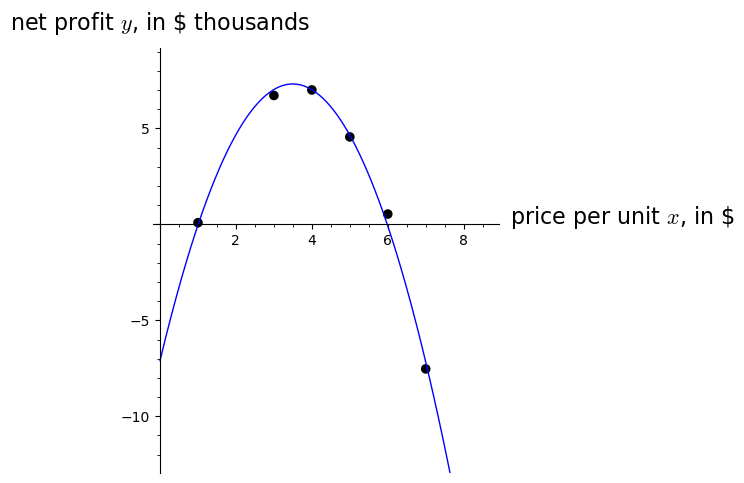 net profit y, in $ thousands
5
price per unit x, in $
2 4 6 8
−5
−10